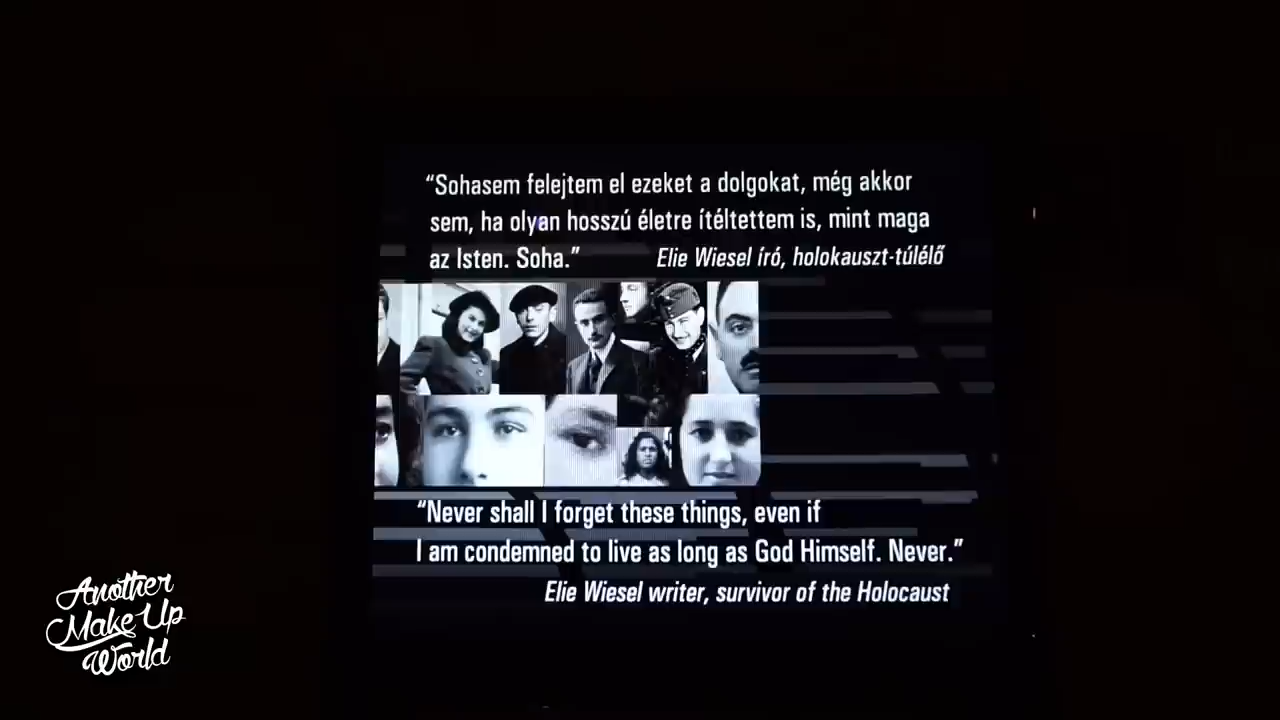 “Sohasem felejtem el ezeket a dolgokat, még akkor
sem, ha olyan hosszú életre ítéltettem is, mint maga
az Isten. Soha.” Elie Wiesel író, holokauszt-túlélő
“Never shall I forget these things, even if
I am condemned to live as long as God Himself. Never.”
Elie Wiesel writer, survivor of the Holocaust
Another
Make Up
World